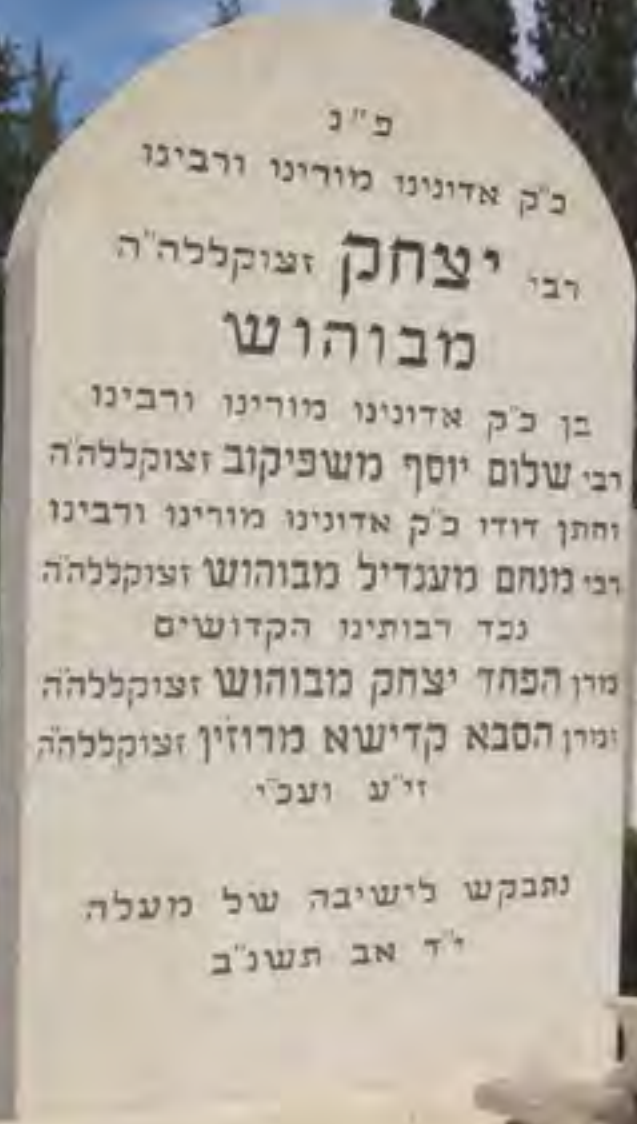 פ"נ
כ"ק אדונינו מורינו ורבינו
רבי יצחק זצוקללה"ה
מבוהוש
בן כ"ק אדונינו מורינו ורבינו
רבי שלום יוסף משפיקוב זצוקללה"ה
וחתן דודו כ"ק אדונינו מורינו ורבינו
רבי מנחם מענדיל מבוהוש זצוקללה"ה
נכד רבותינו הקדושים
מרן הפחד יצחק מבוהוש זצוקללה"ה
ומרן הסבא קדישא מרוזין זצוקללה"ה
זי"ע ועכ"י
נתבקש לישיבה של מעלה
י"ד אב תשנ"ב